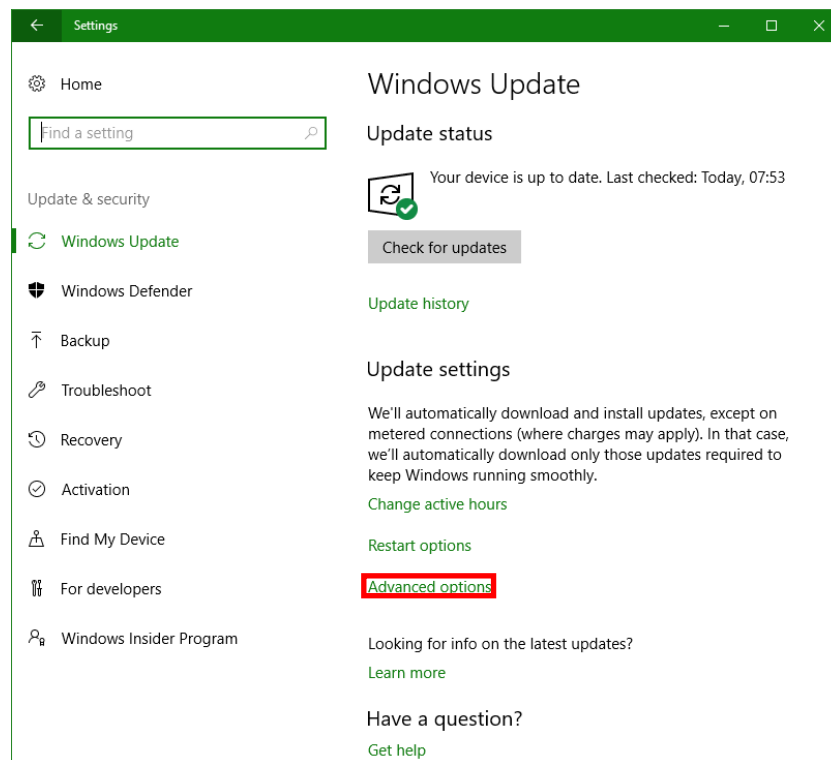 Settings
Home
Find a setting
Update & security
Windows Update
Windows Defender
Backup
Troubleshoot
Recovery
Activation
Find My Device
For developers
Windows Insider Program
Windows Update
Update status
Your device is up to date. Last checked: Today, 07:53
Check for updates
Update history
Update settings
We'll automatically download and install updates, except on
metered connections (where charges may apply). In that case,
we'll automatically download only those updates required to
keep Windows running smoothly.
Change active hours
Restart options
Advanced options
Looking for info on the latest updates?
Learn more
Have a question?
Get help